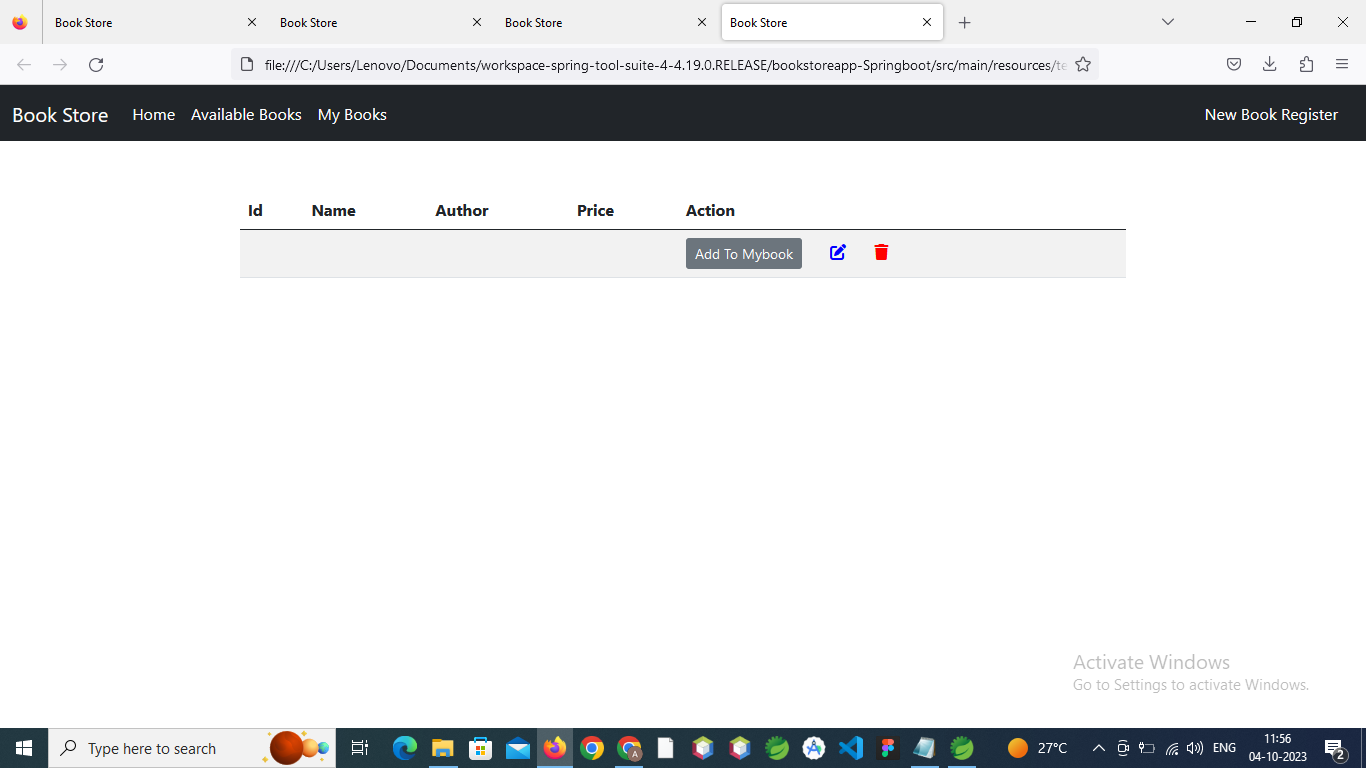 Book Store
Book Store
Book Store
Book Store
file:///C:/Users/Lenovo/Documents/workspace-spring-tool-suite-4-4.19.0.RELEASE/bookstoreapp-Springboot/src/main/resources/te
Book Store Home Available Books My Books New Book Register
Id Name Author Price Action
Add To Mybook
Activate Windows
Go to Settings to activate Windows.
Type here to search
27°C
ENG
11:56
04-10-2023
2